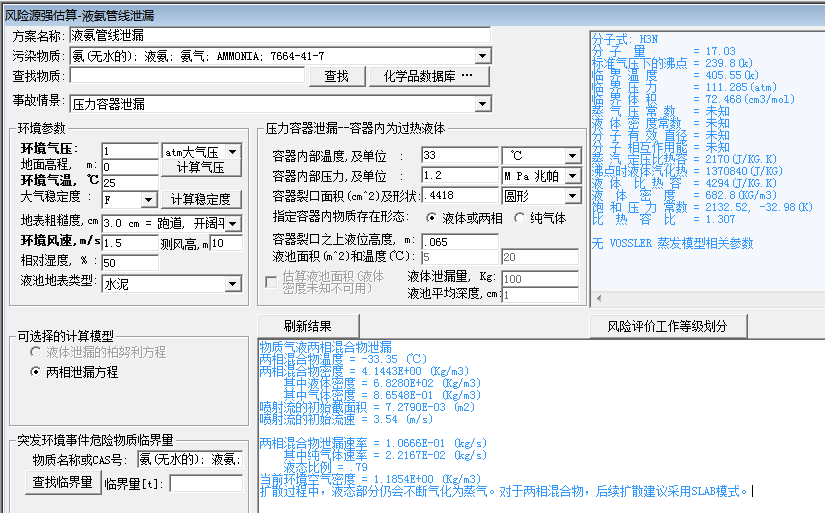 风险源强估算-液氨管线泄漏
方案名称: 液氨管线泄漏
污染物质: 氨(无水的); 液氨; 氨气; AMMONIA; 7664-41-7
查找物质: 查找 化学品数据库 …
事故情景: 压力容器泄漏
环境参数
环境气压: 1 atm大气压
地面高程, m: 0 计算气压
环境气温, ℃ 25
大气稳定度 : F 计算稳定度
地表粗糙度, cm 3.0 cm = 跑道, 开阔平
环境风速, m/s 1.5 测风高, m 10
相对湿度, % : 50
液池地表类型: 水泥
压力容器泄漏--容器内为过热液体
容器内部温度, 及单位 : 33 ℃
容器内部压力, 及单位 : 1.2 M Pa 兆帕
容器裂口面积(cm^2)及形状: .4418 圆形
指定容器内物质存在形态: 液体或两相 纯气体
容器裂口之上液位高度, m: .065
液池面积(m^2)和温度(℃): 5 20
估算液池面积(液体
密度未知不可用)
液体泄漏量, Kg: 100
液池平均深度, cm: 1
分子式: H3N
分 子 量 = 17.03
标准气压下的沸点 = 239.8(k)
临 界 温 度 = 405.55(k)
临 界 压 力 = 111.285(atm)
临 界 体 积 = 72.468(cm3/mol)
蒸 气 压 常 数 = 未知
液 体 密 度常数 = 未知
分 子 有 效 直径 = 未知
分 子 相互作用能 = 未知
蒸 汽 定压比热容 = 2170(J/KG.K)
沸点时液体汽化热 = 1370840(J/KG)
液 体 比 热 容 = 4294(J/KG.K)
液 体 密 度 = 682.8(KG/m3)
饱 和 压 力 常数 = 2132.52, -32.98(K)
比 热 容 比 = 1.307
无 VOSSLER 蒸发模型相关参数
刷新结果
风险评价工作等级划分
可选择的计算模型
液体泄漏的柏努利方程
两相泄漏方程
突发环境事件危险物质临界量
物质名称或CAS号: 氨(无水的); 液氨;
查找临界量 临界量[t]:
物质气液两相混合物泄漏
两相混合物温度 = -33.35 (℃)
两相混合物密度 = 4.1443E+00 (Kg/m3)
其中液体密度 = 6.8280E+02 (Kg/m3)
其中气体密度 = 8.6548E-01 (Kg/m3)
喷射流的初始截面积 = 7.2790E-03 (m2)
喷射流的初始流速 = 3.54 (m/s)
两相混合物泄漏速率 = 1.0666E-01 (kg/s)
其中纯气体速率 = 2.2167E-02 (kg/s)
液态比例 = .79
当前环境空气密度 = 1.1854E+00 (Kg/m3)
扩散过程中，液态部分仍会不断气化为蒸气。对于两相混合物，后续扩散建议采用SLAB模式。